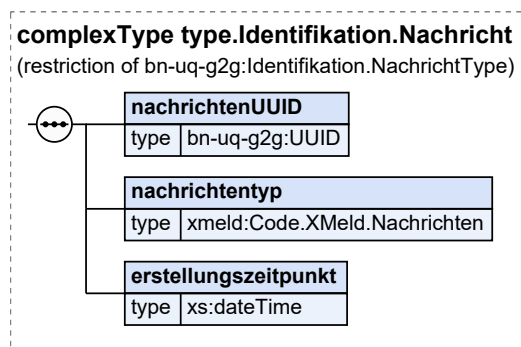 complexType type.Identifikation.Nachricht
(restriction of bn-uq-g2g:Identifikation.NachrichtType)
nachrichtenUUID
type bn-uq-g2g:UUID
nachrichtentyp
type xmeld:Code.XMeld.Nachrichten
erstellungszeitpunkt
type xs:dateTime